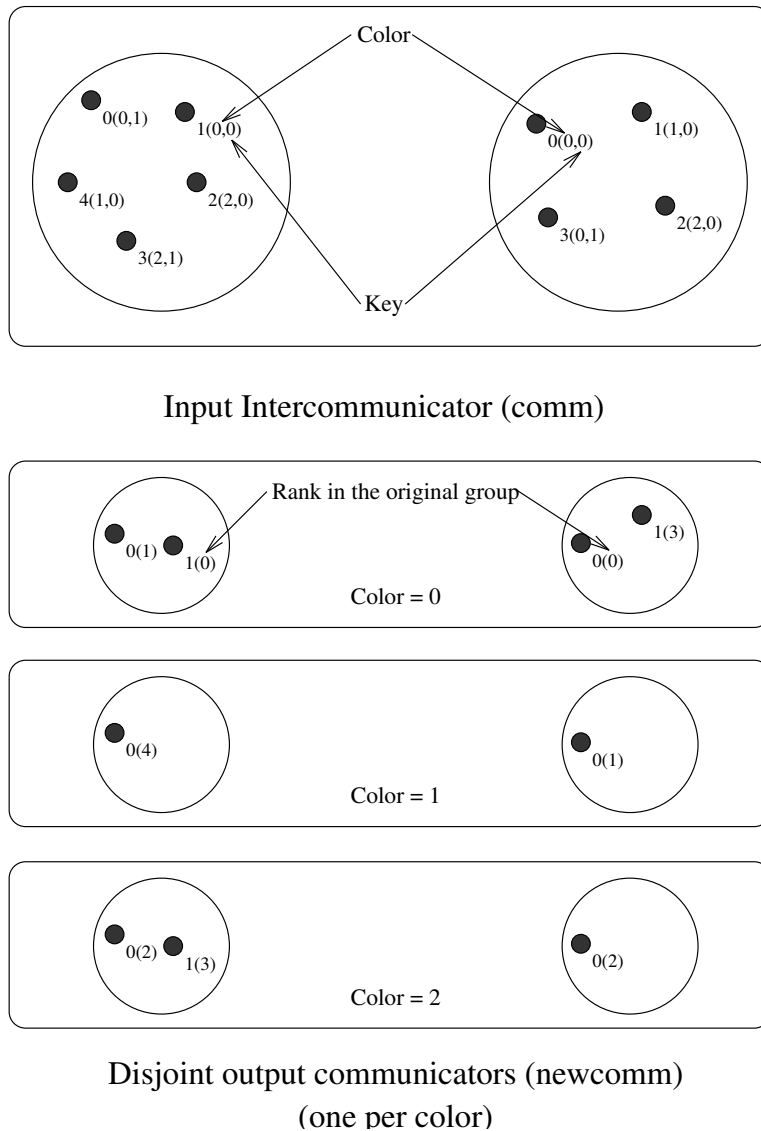 Color
0(0,1)
1(0,0)
0(0,0)
1(1,0)
4(1,0)
2(2,0)
3(2,1)
3(0,1)
2(2,0)
Key
Input Intercommunicator (comm)
Rank in the original group
0(1)
1(0)
0(0)
1(3)
Color = 0
0(4)
0(1)
Color = 1
0(2)
1(3)
0(2)
Color = 2
Disjoint output communicators (newcomm)
(one per color)